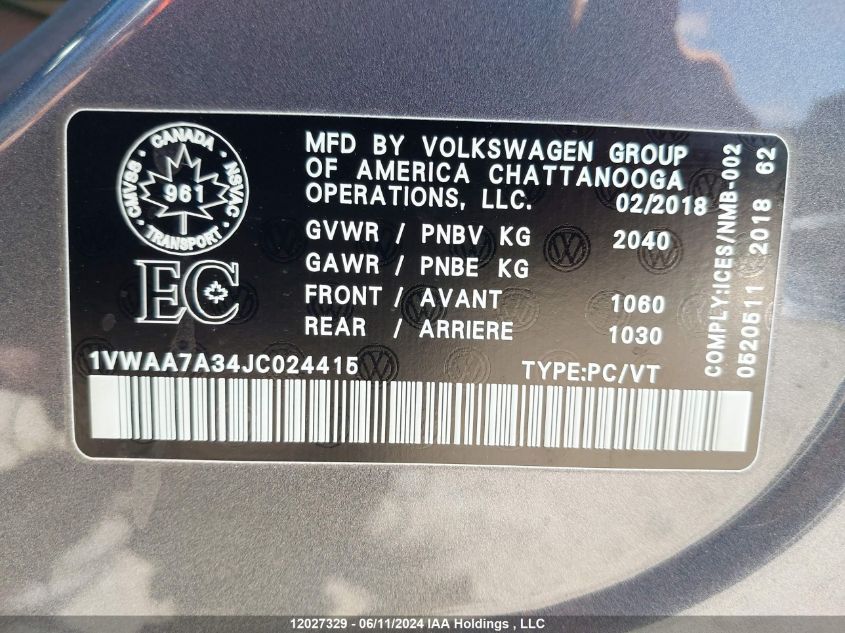 CANADA
CMVSS · NSVAC
961
TRANSPORT
EC
MFD BY VOLKSWAGEN GROUP
OF AMERICA CHATTANOOGA
OPERATIONS, LLC. 02/2018
GVWR / PNBV KG 2040
GAWR / PNBE KG
FRONT / AVANT 1060
REAR / ARRIERE 1030
1VWAA7A34JC024415 TYPE:PC/VT
COMPLY:ICES/NMB-002
0520511 2018 62
12027329 - 06/11/2024 IAA Holdings , LLC